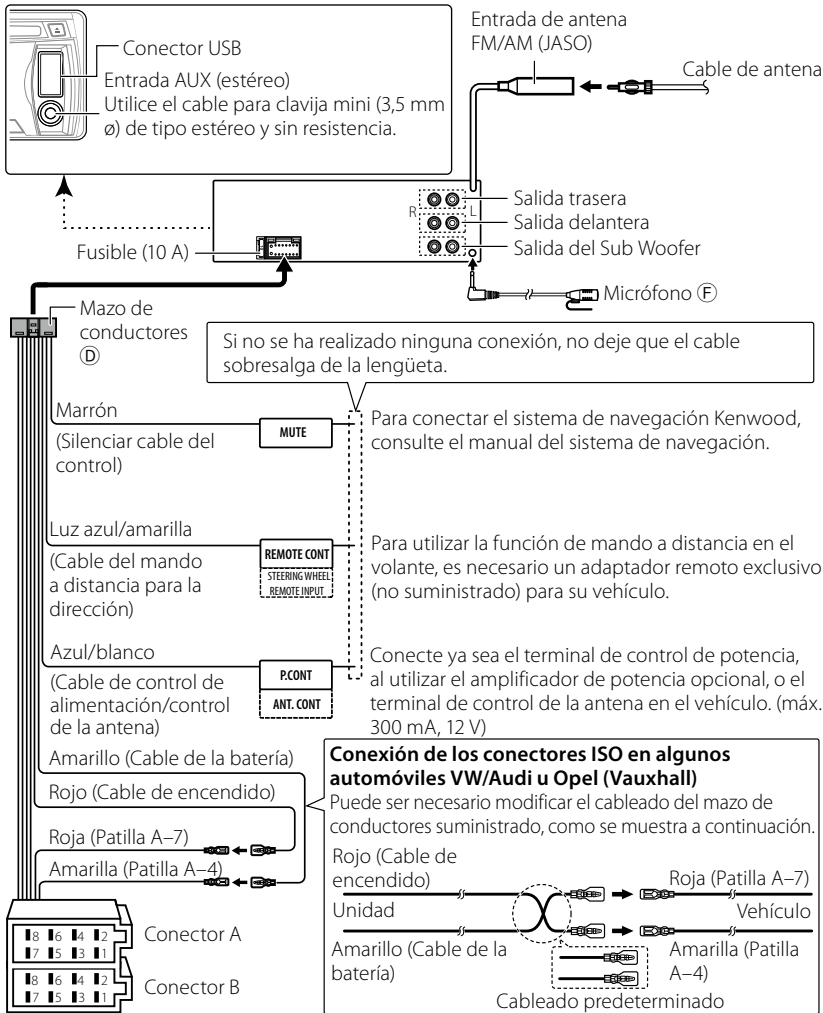 Conector USB
Entrada AUX (estéreo)
Utilice el cable para clavija mini (3,5 mm
ø) de tipo estéreo y sin resistencia.
Entrada de antena
FM/AM (JASO)
Cable de antena
R
L
Salida trasera
Salida delantera
Salida del Sub Woofer
Fusible (10 A)
Micrófono Ⓕ
Mazo de
conductores
Ⓓ
Si no se ha realizado ninguna conexión, no deje que el cable
sobresalga de la lengüeta.
Marrón
(Silenciar cable del
control)
MUTE
Para conectar el sistema de navegación Kenwood,
consulte el manual del sistema de navegación.
Luz azul/amarilla
(Cable del mando
a distancia para la
dirección)
REMOTE CONT
STEERING WHEEL
REMOTE INPUT
Para utilizar la función de mando a distancia en el
volante, es necesario un adaptador remoto exclusivo
(no suministrado) para su vehículo.
Azul/blanco
(Cable de control de
alimentación/control
de la antena)
P.CONT
ANT. CONT
Conecte ya sea el terminal de control de potencia,
al utilizar el amplificador de potencia opcional, o el
terminal de control de la antena en el vehículo. (máx.
300 mA, 12 V)
Amarillo (Cable de la batería)
Rojo (Cable de encendido)
Roja (Patilla A–7)
Amarilla (Patilla A–4)
Conexión de los conectores ISO en algunos
automóviles VW/Audi u Opel (Vauxhall)
Puede ser necesario modificar el cableado del mazo de
conductores suministrado, como se muestra a continuación.
Rojo (Cable de
encendido)
Roja (Patilla A–7)
Unidad
Vehículo
Amarillo (Cable de la
batería)
Amarilla (Patilla
A–4)
Cableado predeterminado
8 6 4 2
7 5 3 1
Conector A
8 6 4 2
7 5 3 1
Conector B